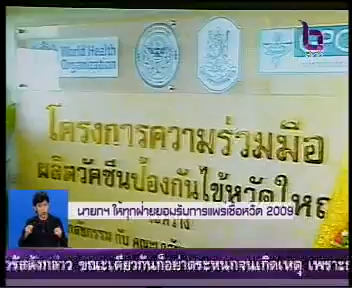 World Health
Organization
โครงการความร่วมมือ
ผลิตวัคซีนป้องกันไข้หวัดใหญ่
นายกฯ ให้ทุกฝ่ายยอมรับการแพร่เชื้อหวัด 2009
ขณะเดียวกันก็อย่าตระหนกจนเกิดเหตุ เพราะ